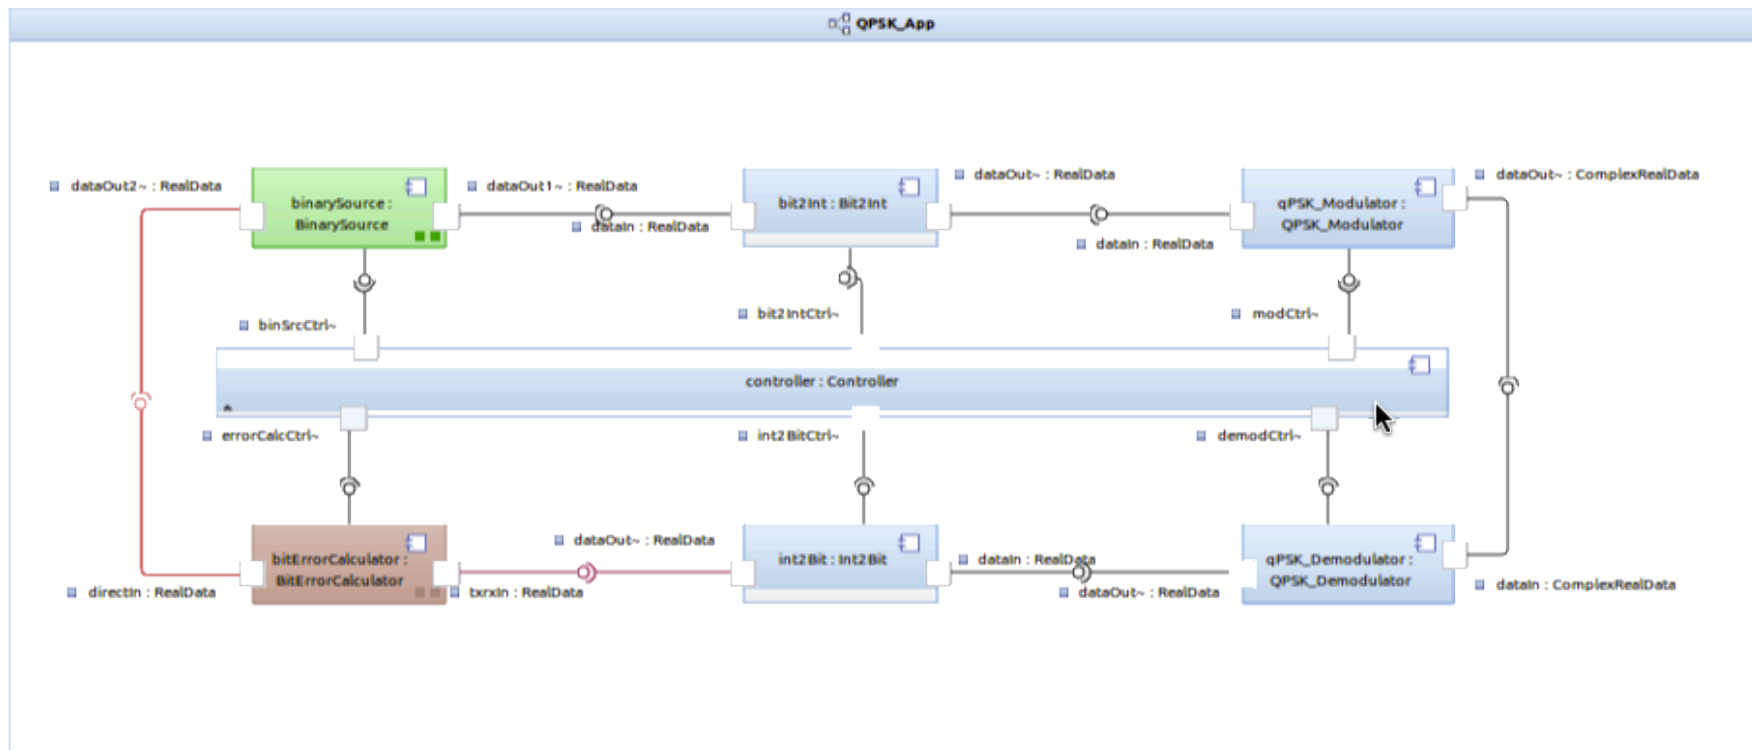 QPSK_App
dataOut2~ : RealData
binarySource :
BinarySource
dataOut1~ : RealData
dataIn : RealData
bit2Int : Bit2Int
dataOut~ : RealData
dataIn : RealData
qPSK_Modulator :
QPSK_Modulator
dataOut~ : ComplexRealData
binSrcCtrl~
bit2IntCtrl~
modCtrl~
controller : Controller
errorCalcCtrl~
int2BitCtrl~
demodCtrl~
directIn : RealData
bitErrorCalculator :
BitErrorCalculator
dataOut~ : RealData
txrxIn : RealData
int2Bit : Int2Bit
dataIn : RealData
dataOut~ : RealData
qPSK_Demodulator :
QPSK_Demodulator
dataIn : ComplexRealData